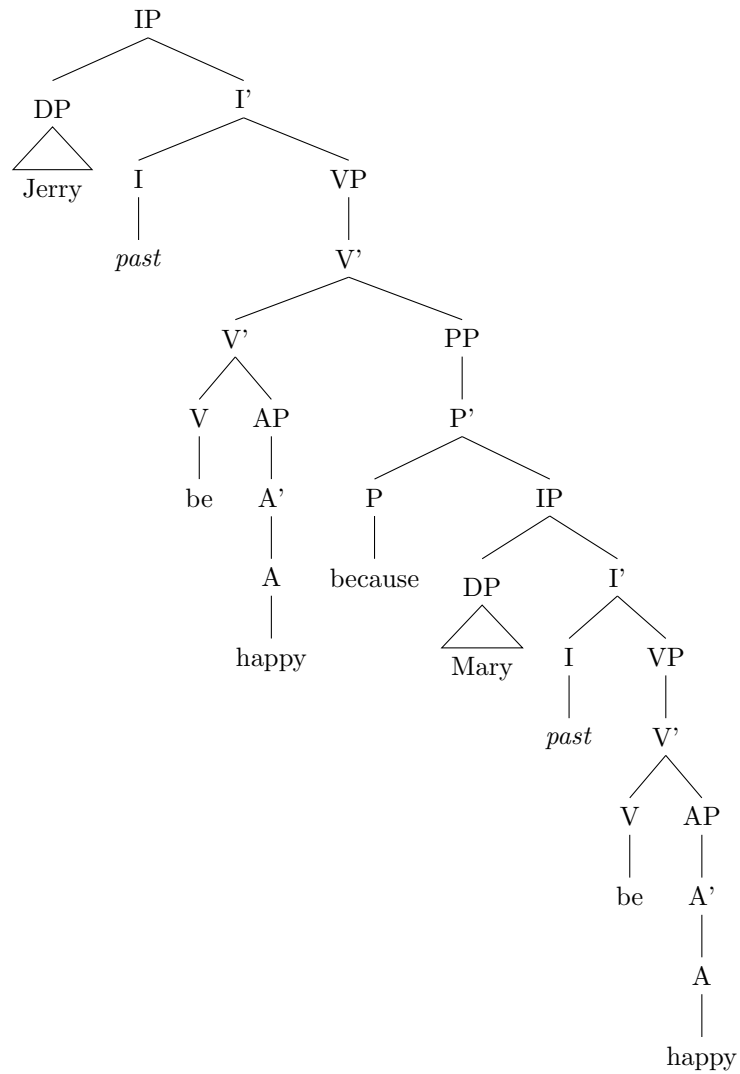 IP
DP I'
Jerry I VP
past V'
V' PP
V AP P'
be A' P IP
A because DP I'
happy Mary I VP
past V'
V AP
be A'
A
happy